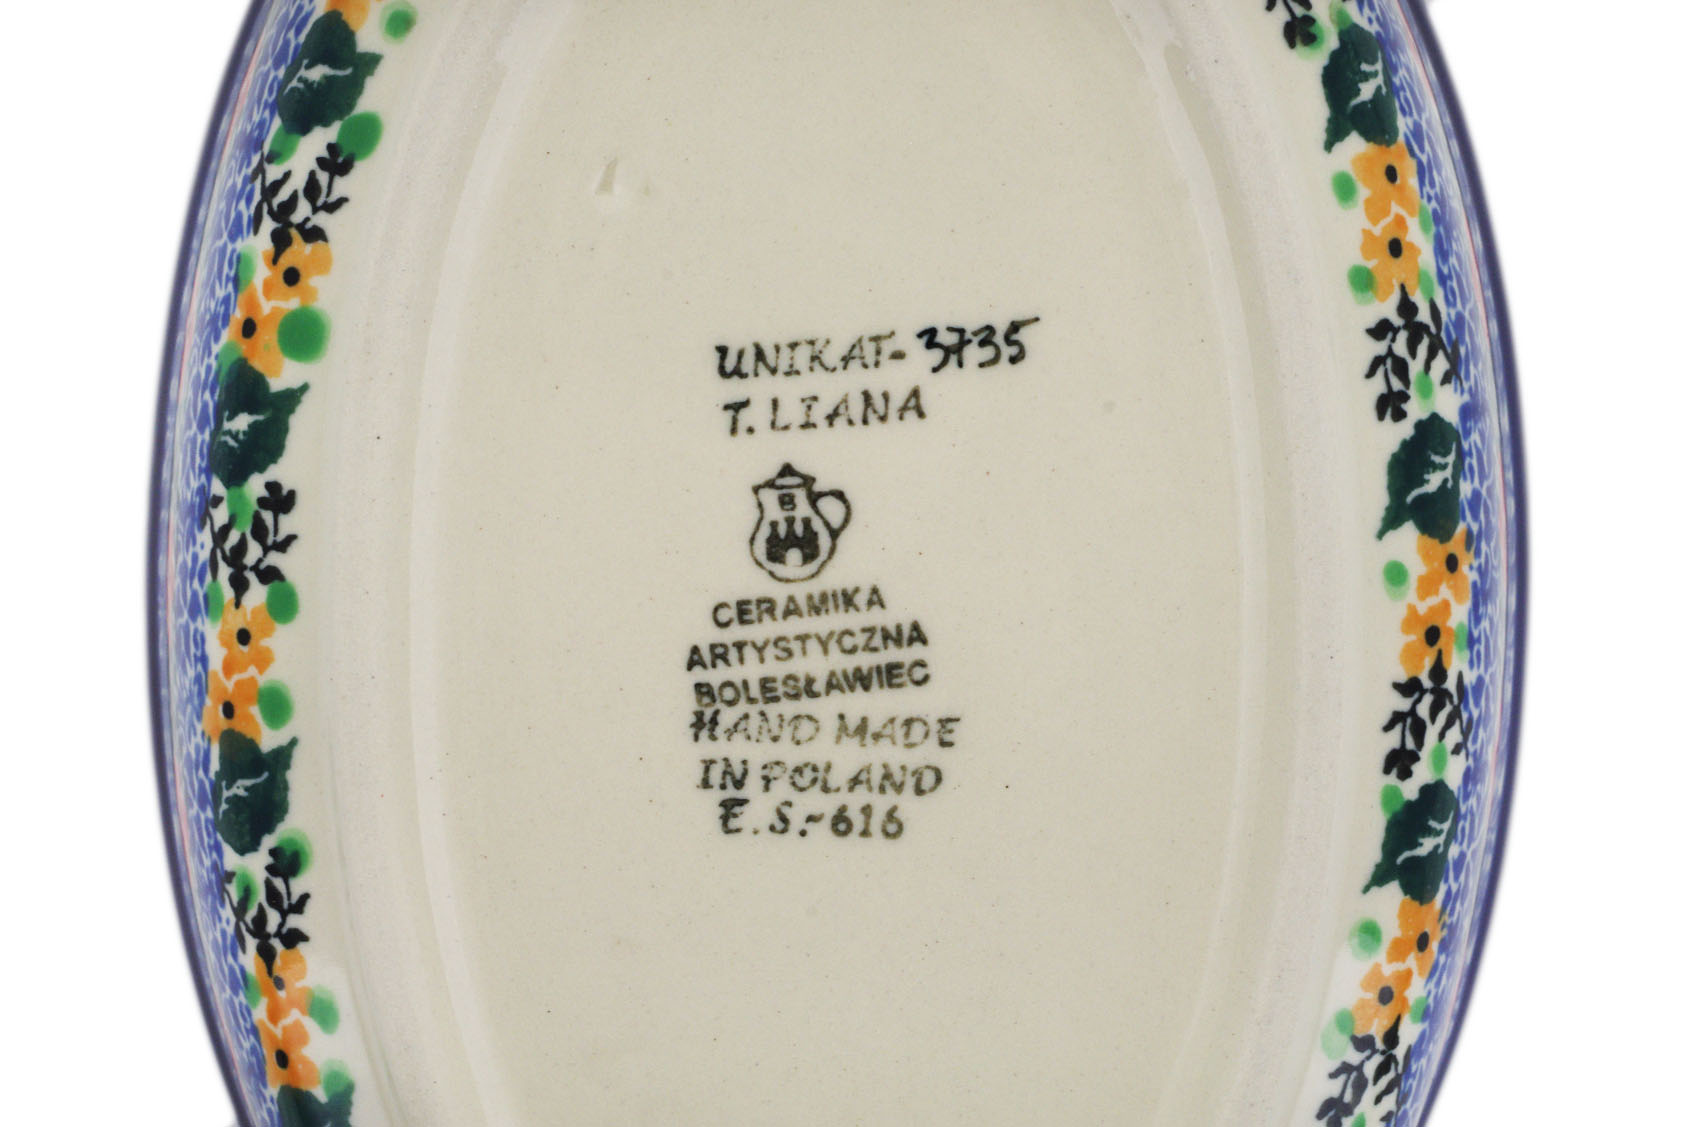 UNIKAT-3735
T. LIANA
B
CERAMIKA
ARTYSTYCZNA
BOLESŁAWIEC
HAND MADE
IN POLAND
E.S.-616